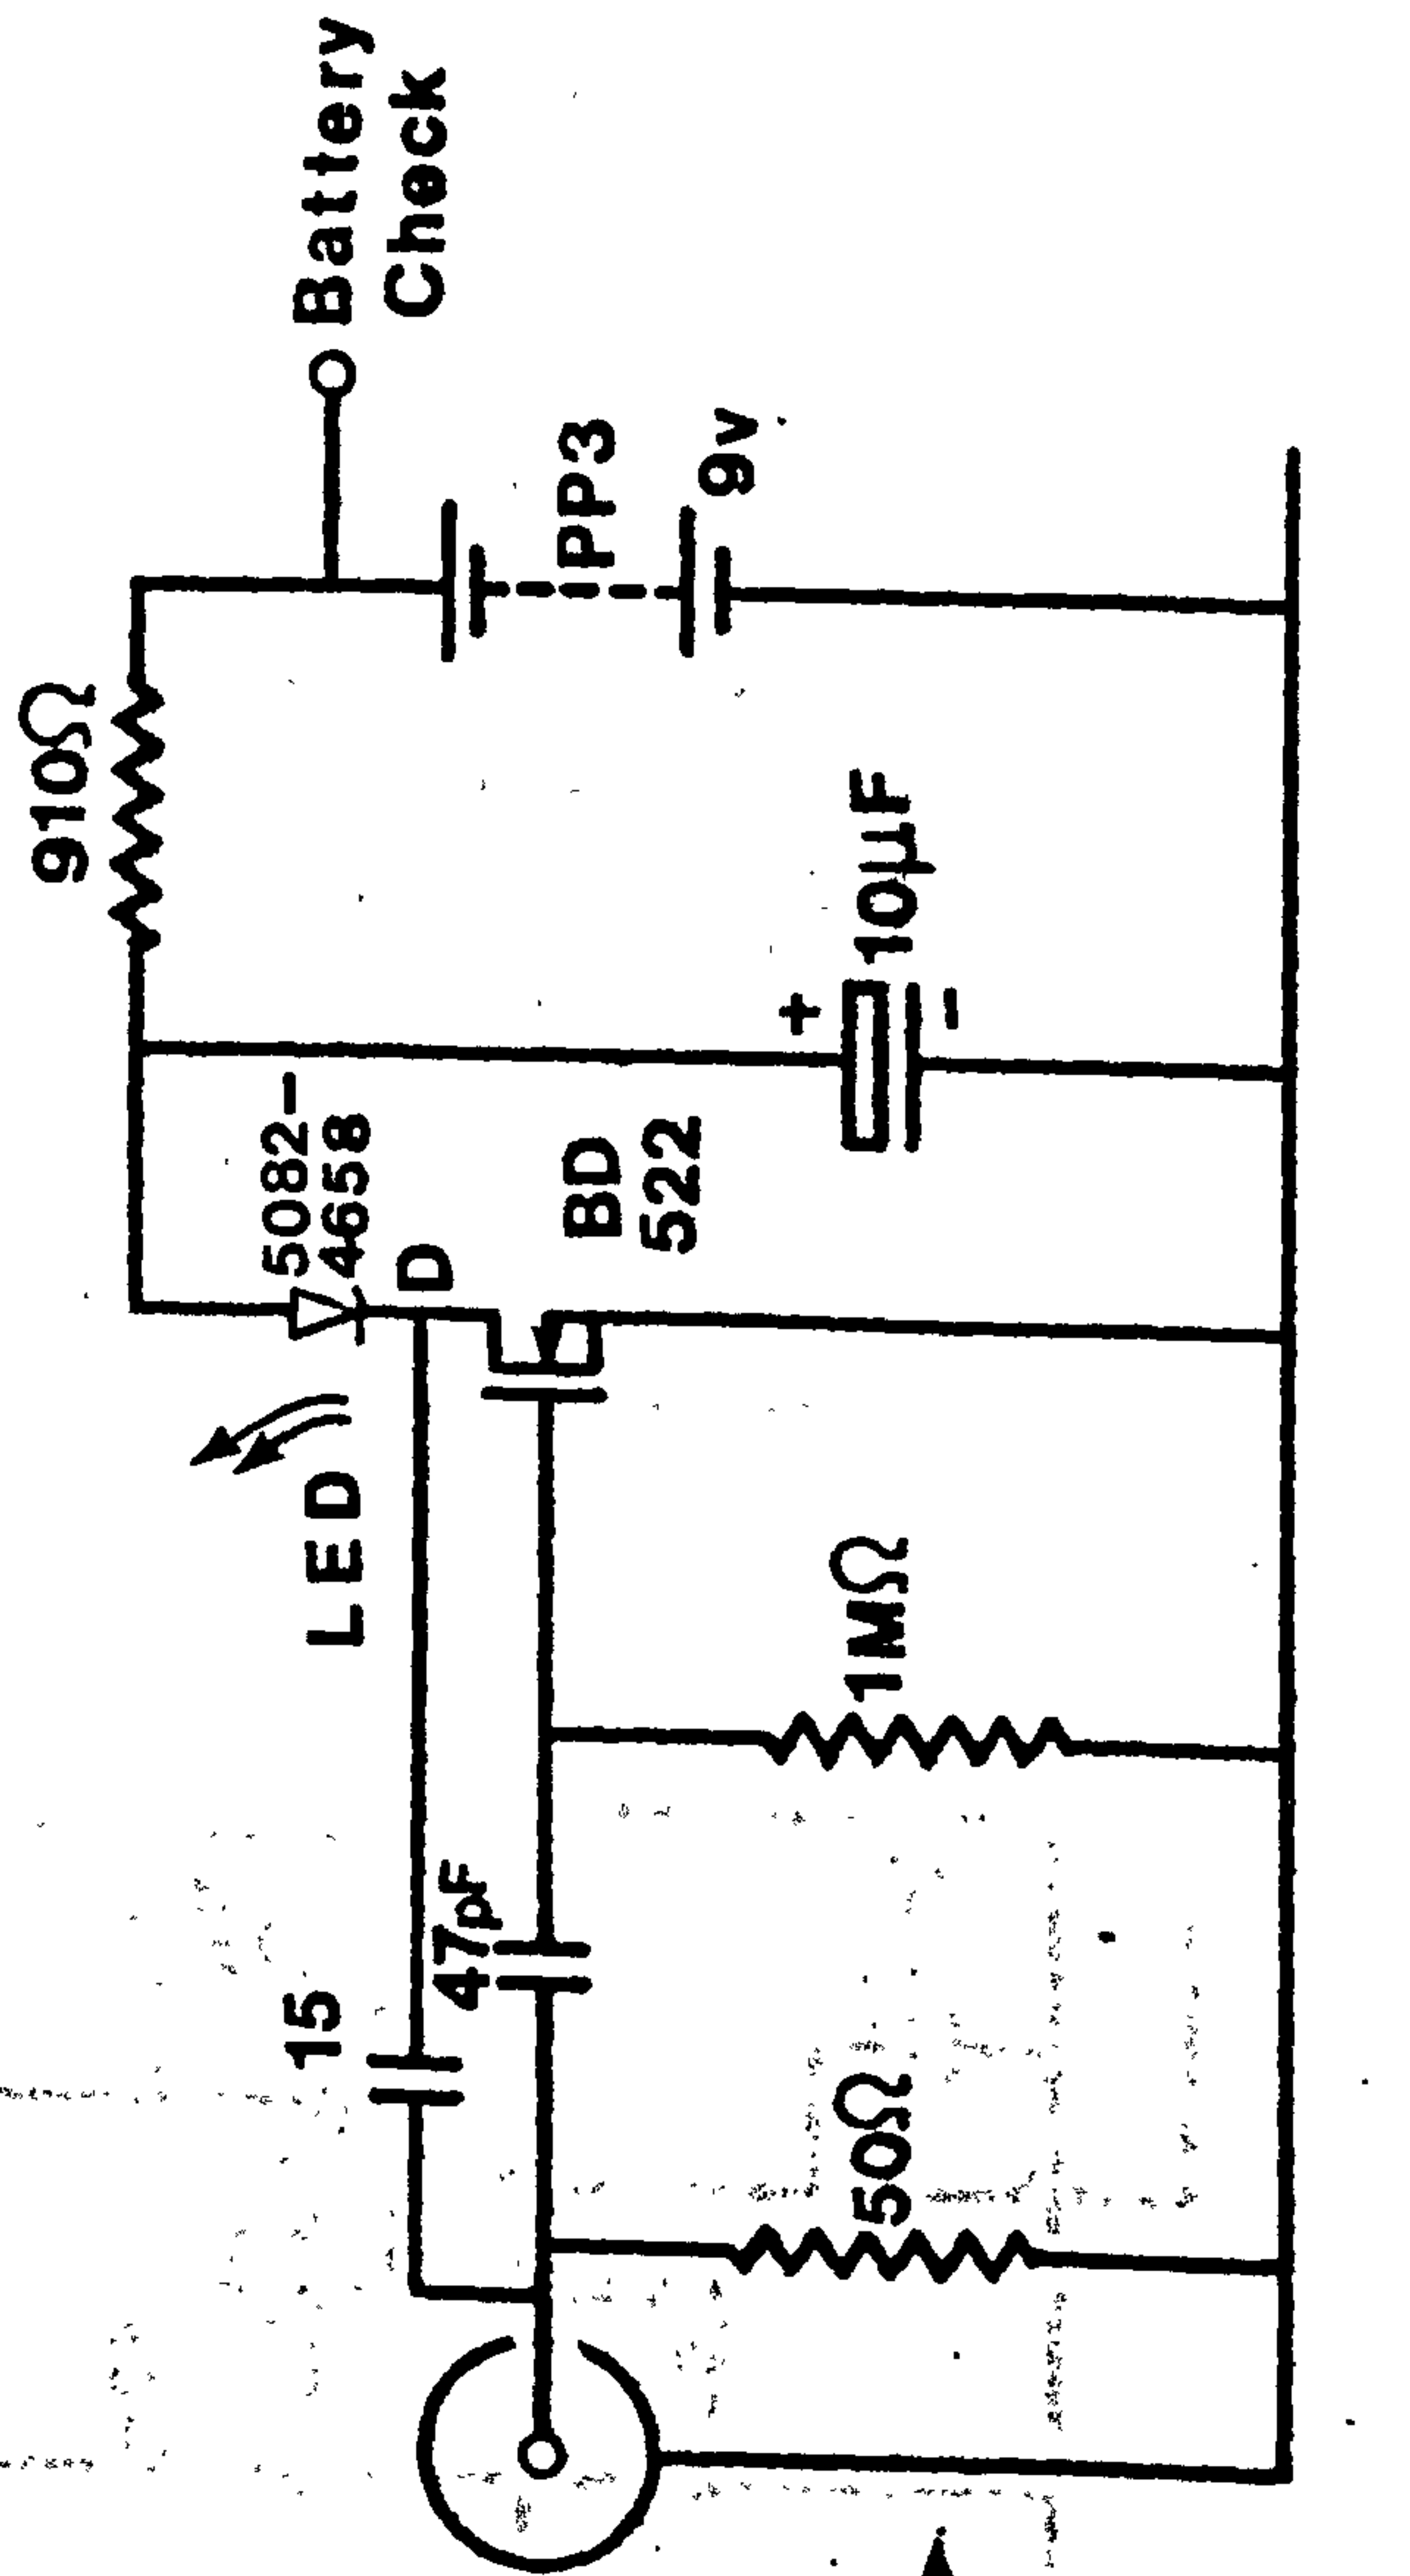 910Ω
Battery
Check
PP3
9v
10µF
+
-
5082-
4658
D
BD
522
LED
1MΩ
15
47pF
50Ω